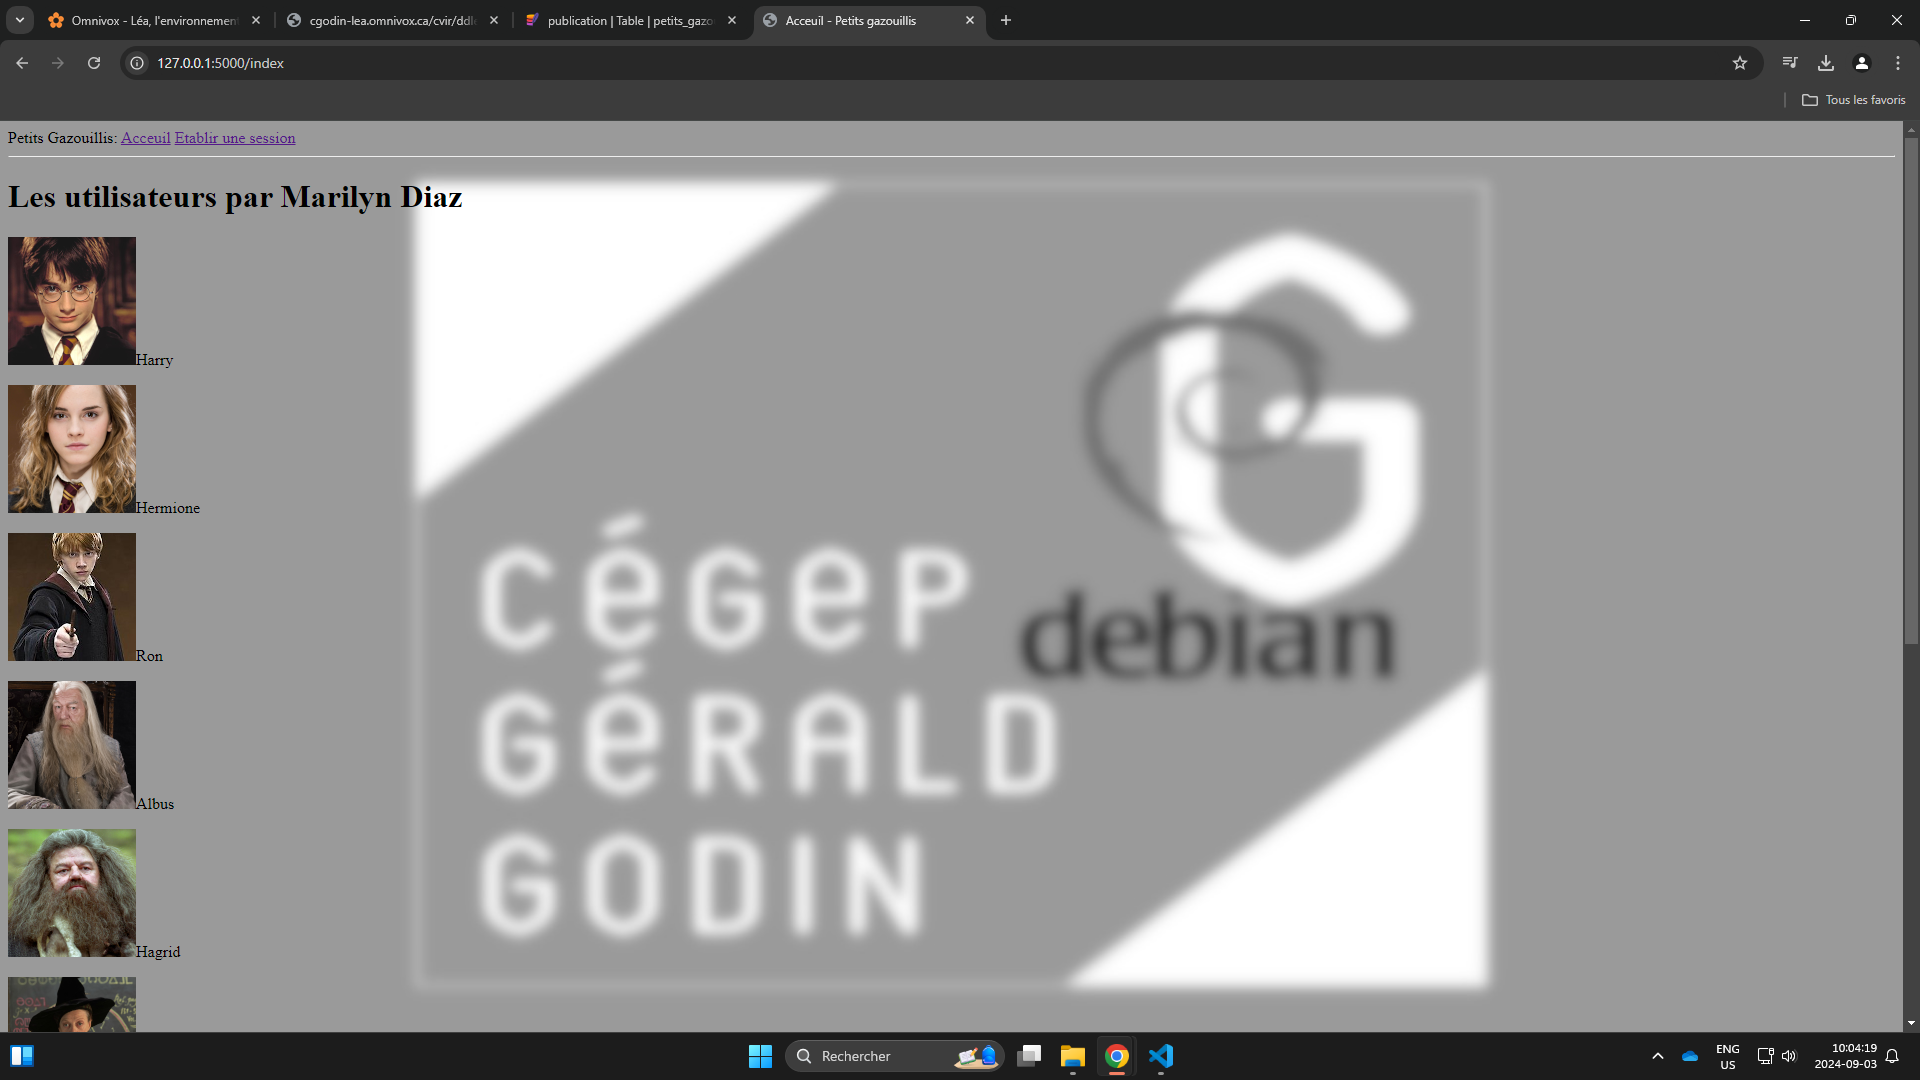 Omnivox - Léa, l'environnement
cgodin-lea.omnivox.ca/cvir/ddl
publication | Table | petits_gazo
Acceuil - Petits gazouillis
127.0.0.1:5000/index
Tous les favoris
Petits Gazouillis: Acceuil Etablir une session
Les utilisateurs par Marilyn Diaz
Harry
Hermione
Ron
Albus
Hagrid
CéGeP
GéRALD
GODIN
debian
Rechercher
ENG
US
10:04:19
2024-09-03